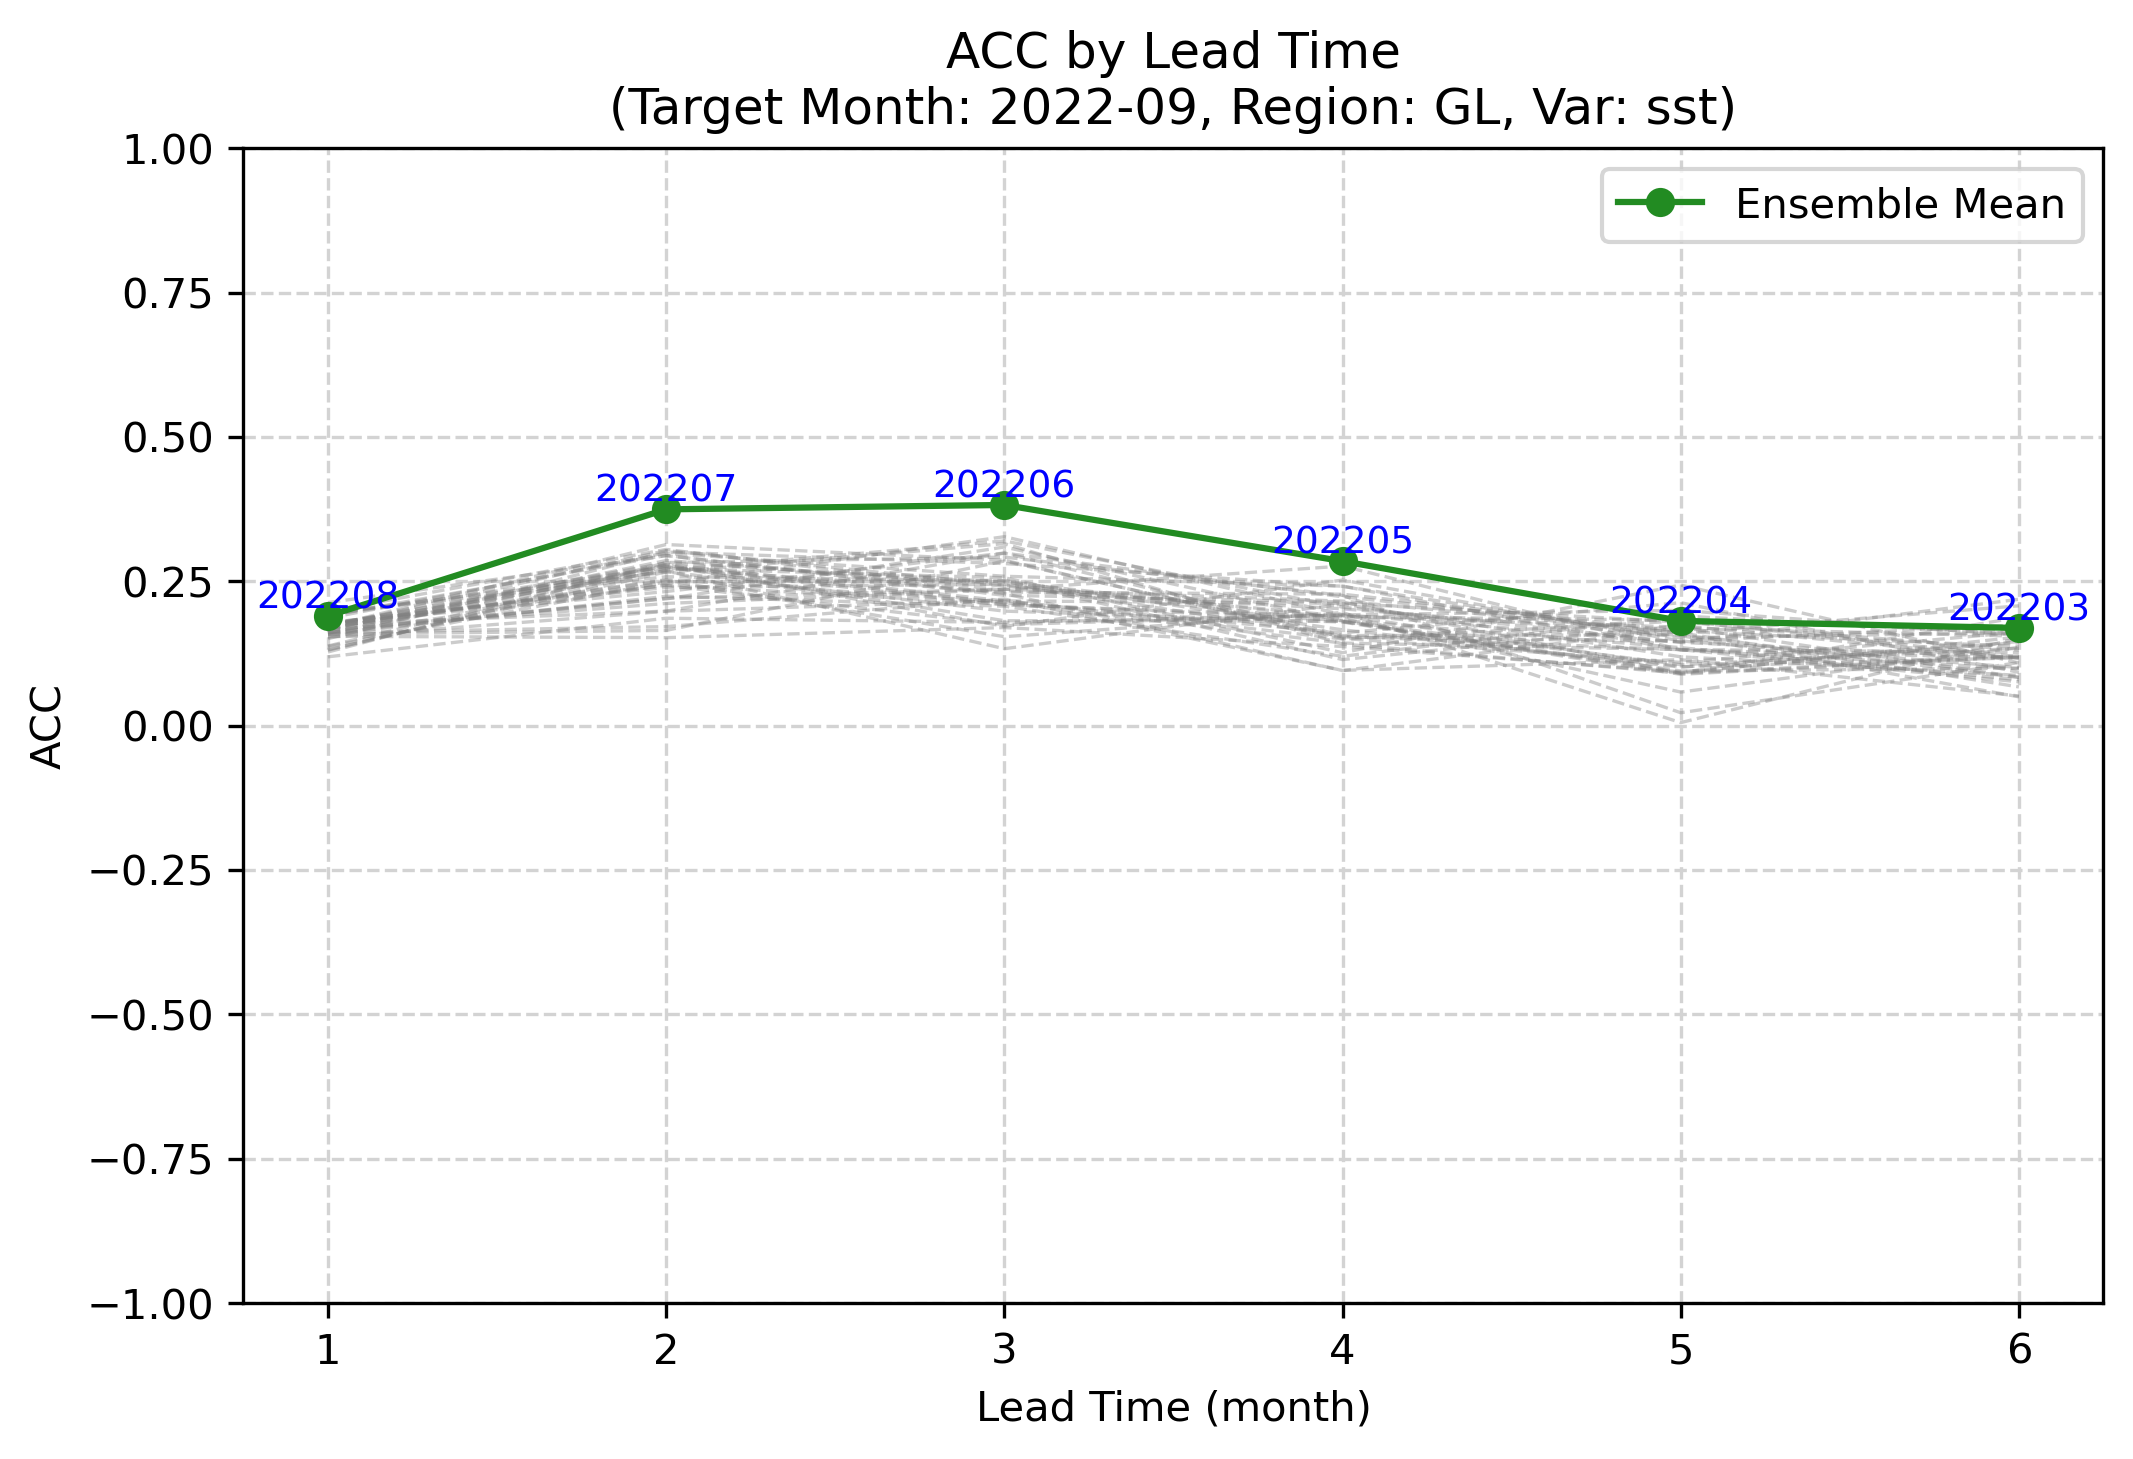 ACC by Lead Time
(Target Month: 2022-09, Region: GL, Var: sst)
Ensemble Mean
1.00
0.75
0.50
0.25
0.00
−0.25
−0.50
−0.75
−1.00
ACC
202208
202207
202206
202205
202204
202203
1 2 3 4 5 6
Lead Time (month)